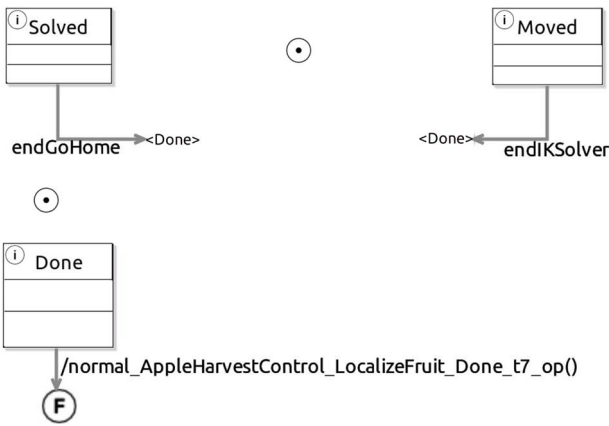 i Solved
i Moved
<Done>
<Done>
endGoHome
endIKSolver
i Done
/normal_AppleHarvestControl_LocalizeFruit_Done_t7_op()
F